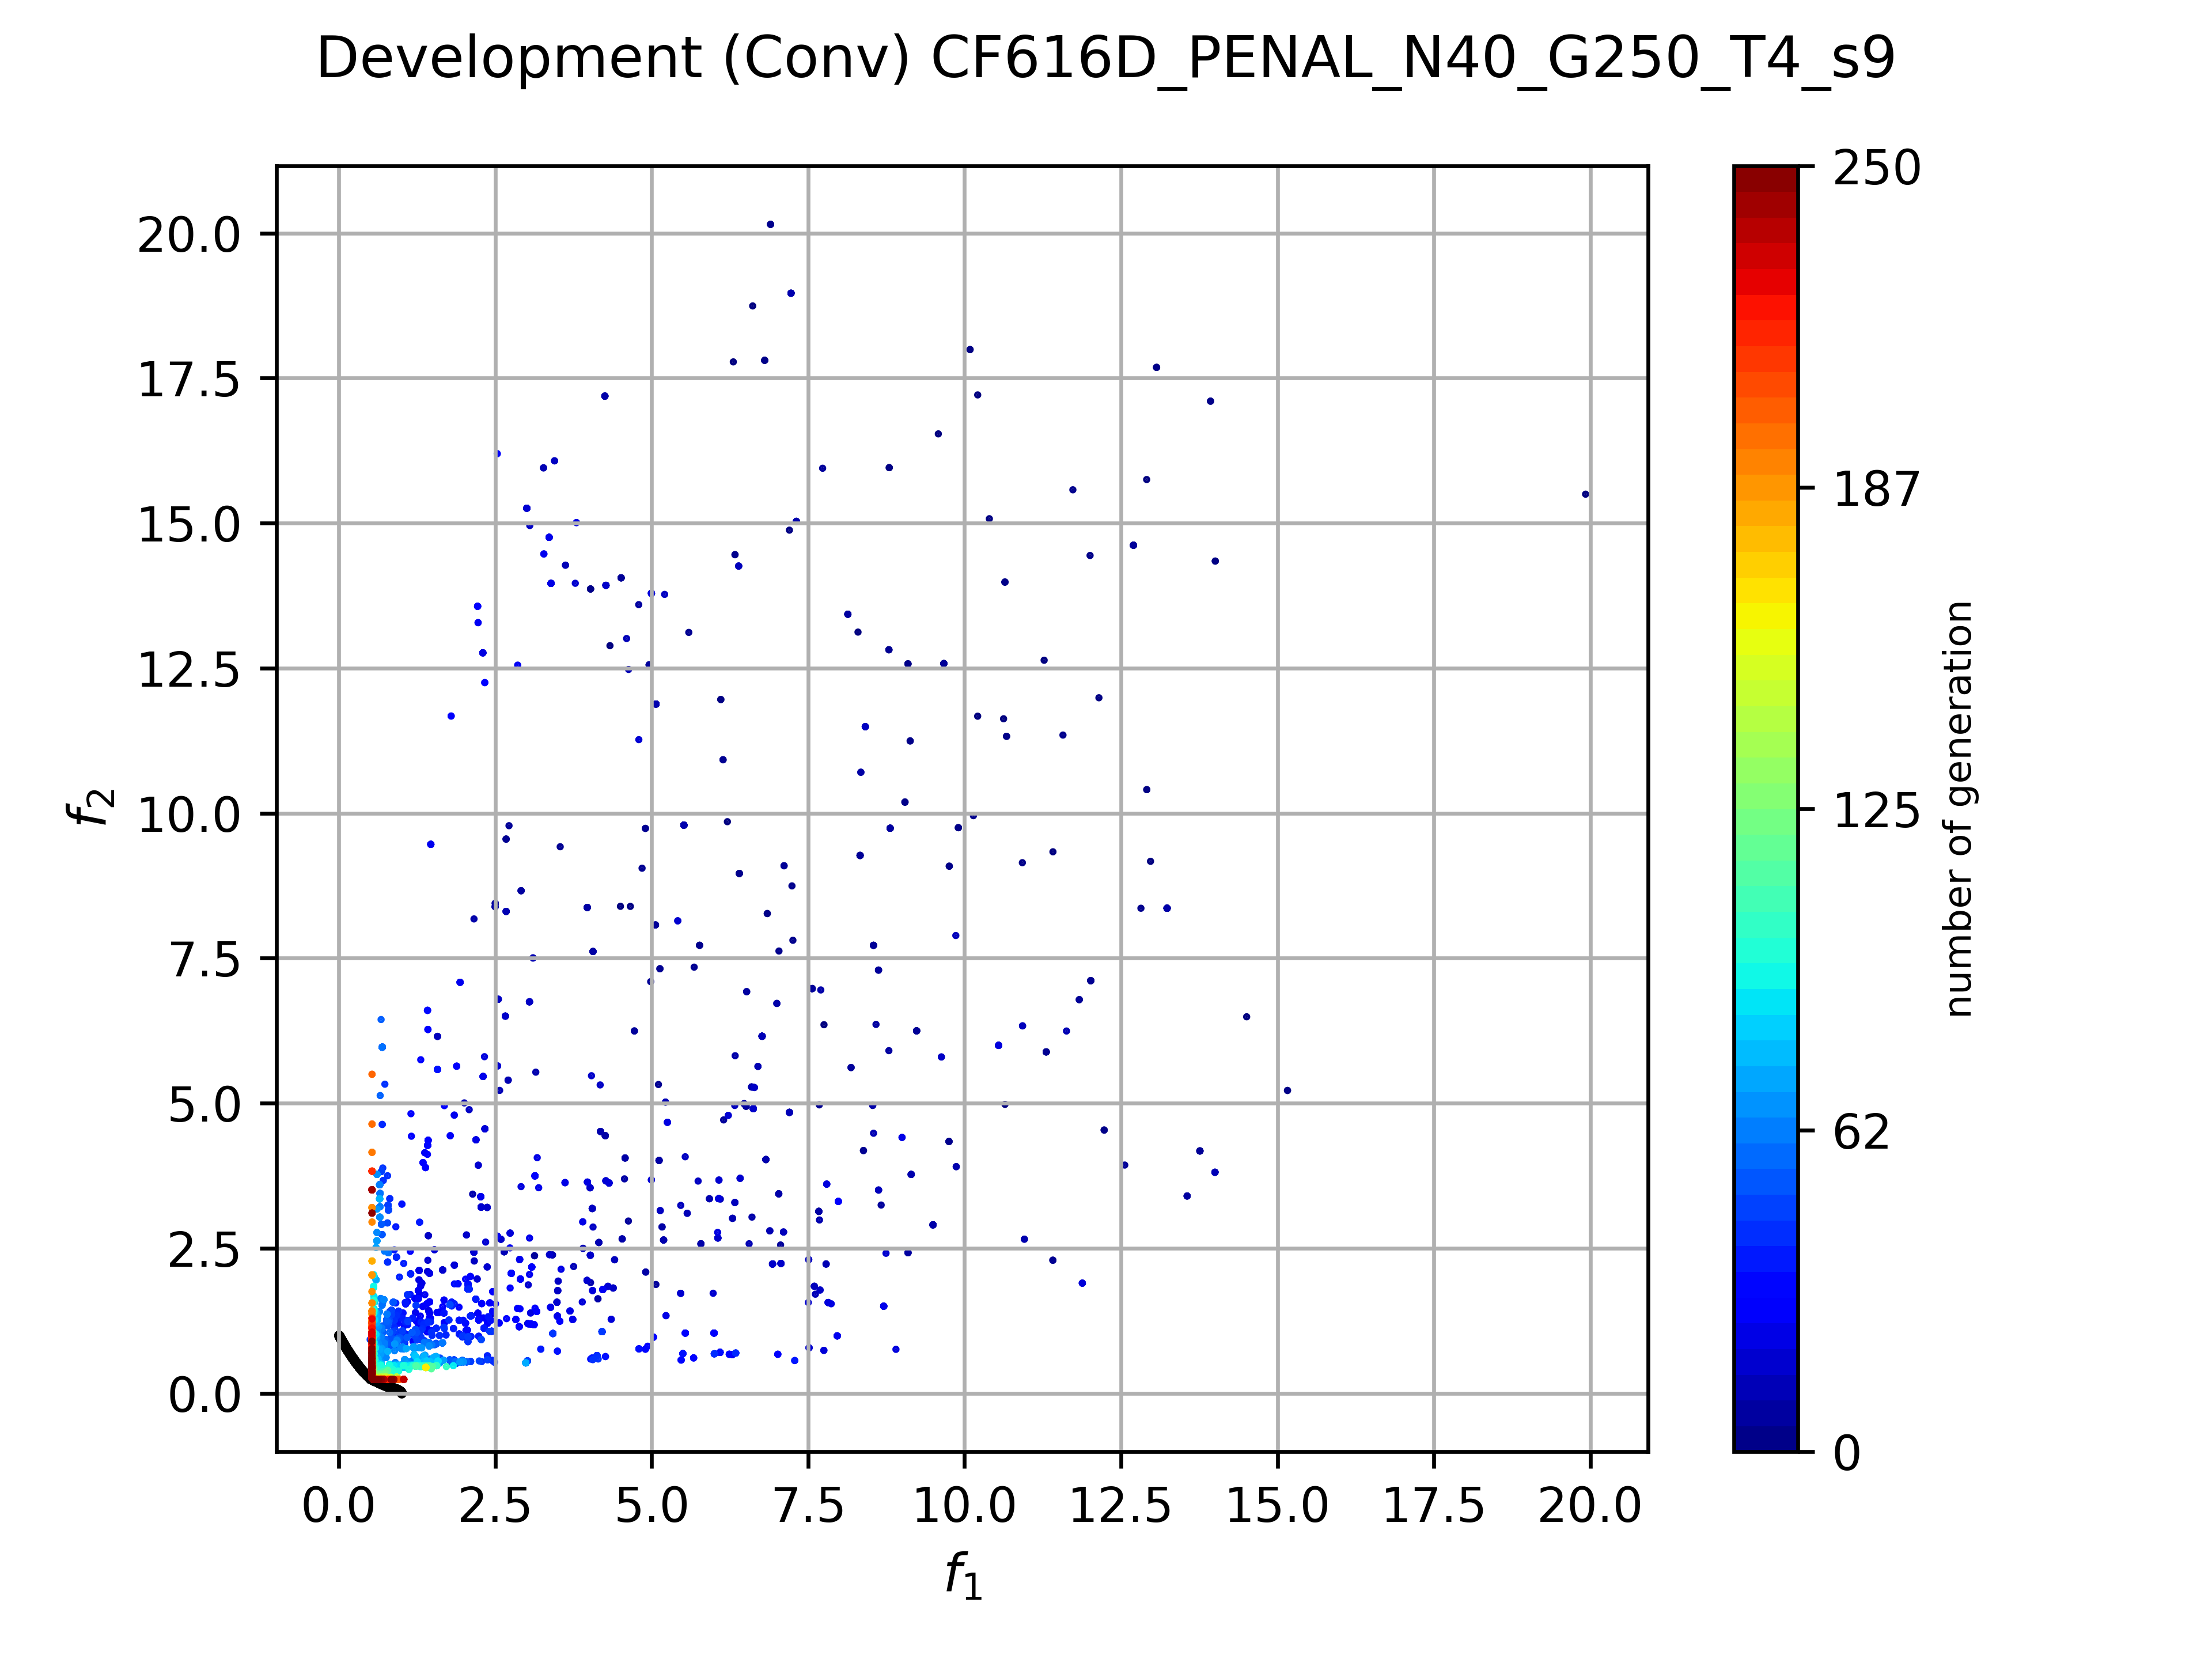 Development (Conv) CF616D_PENAL_N40_G250_T4_s9
20.0
17.5
15.0
12.5
10.0
7.5
5.0
2.5
0.0
f2
0.0 2.5 5.0 7.5 10.0 12.5 15.0 17.5 20.0
f1
250
187
125
62
0
number of generation